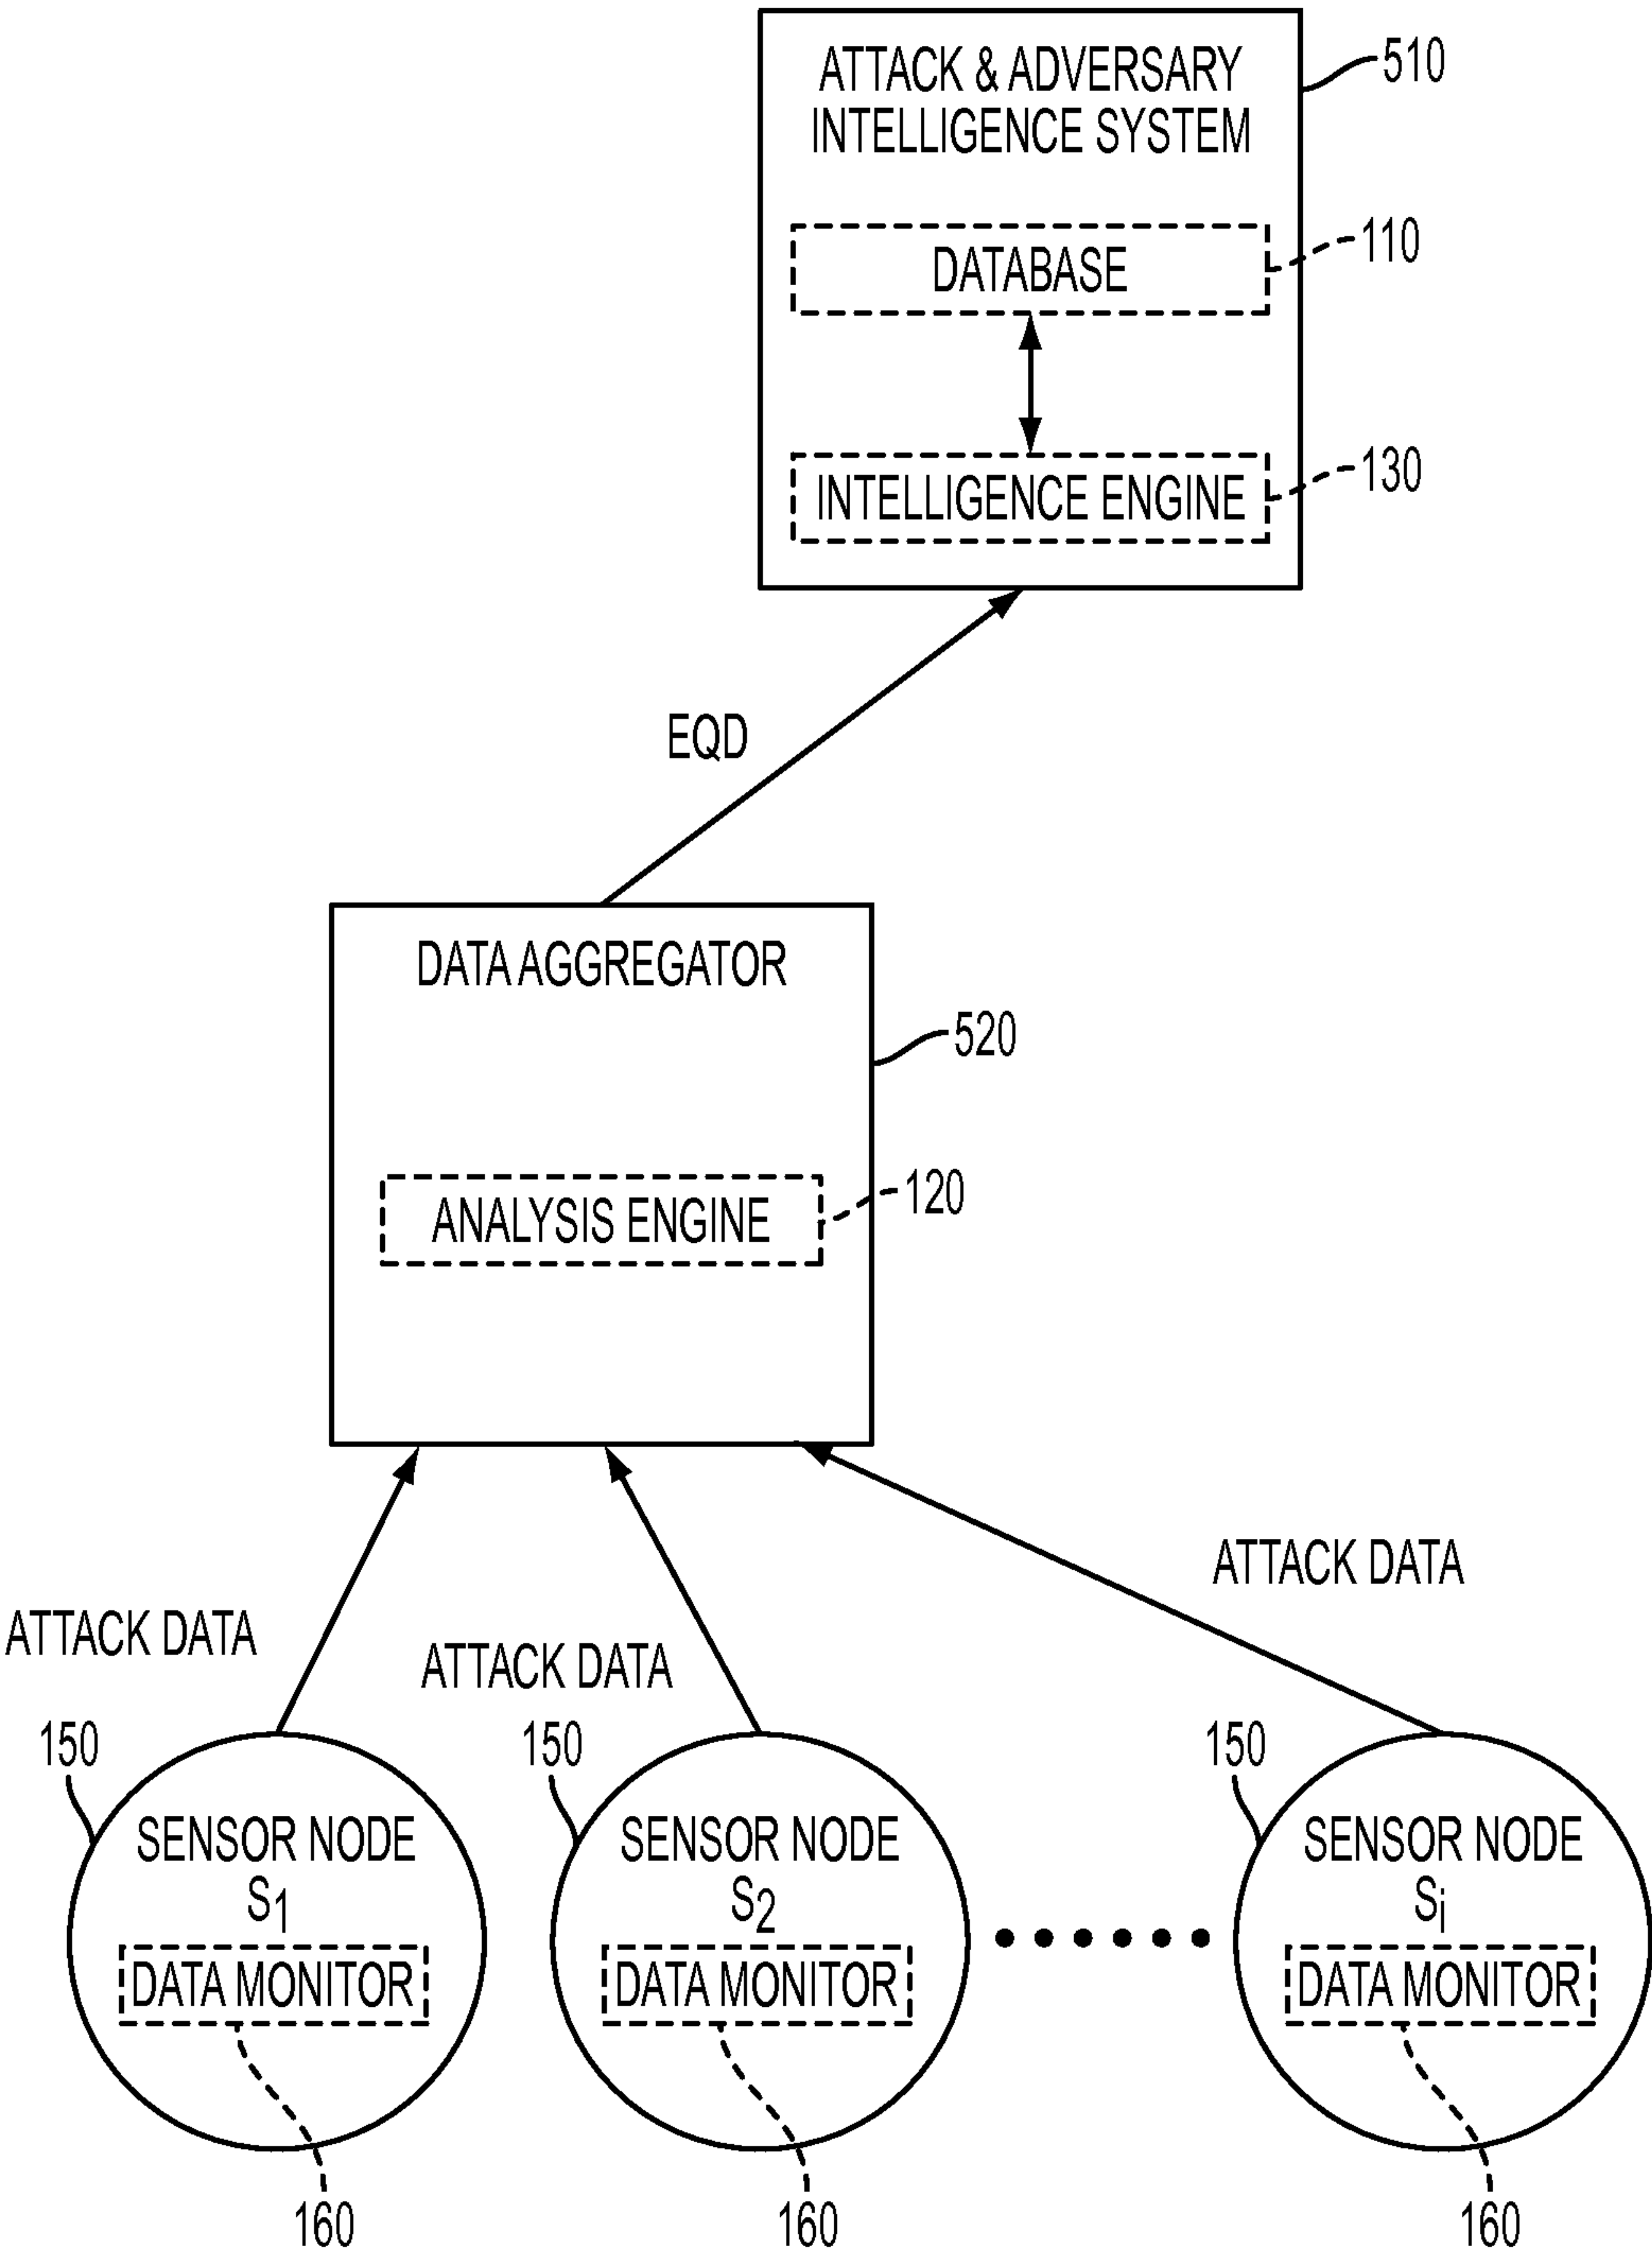 ATTACK & ADVERSARY
INTELLIGENCE SYSTEM
510
DATABASE
110
INTELLIGENCE ENGINE
130
EQD
DATA AGGREGATOR
520
ANALYSIS ENGINE
120
ATTACK DATA
ATTACK DATA
ATTACK DATA
150
150
150
SENSOR NODE
S1
DATA MONITOR
SENSOR NODE
S2
DATA MONITOR
SENSOR NODE
Si
DATA MONITOR
160
160
160